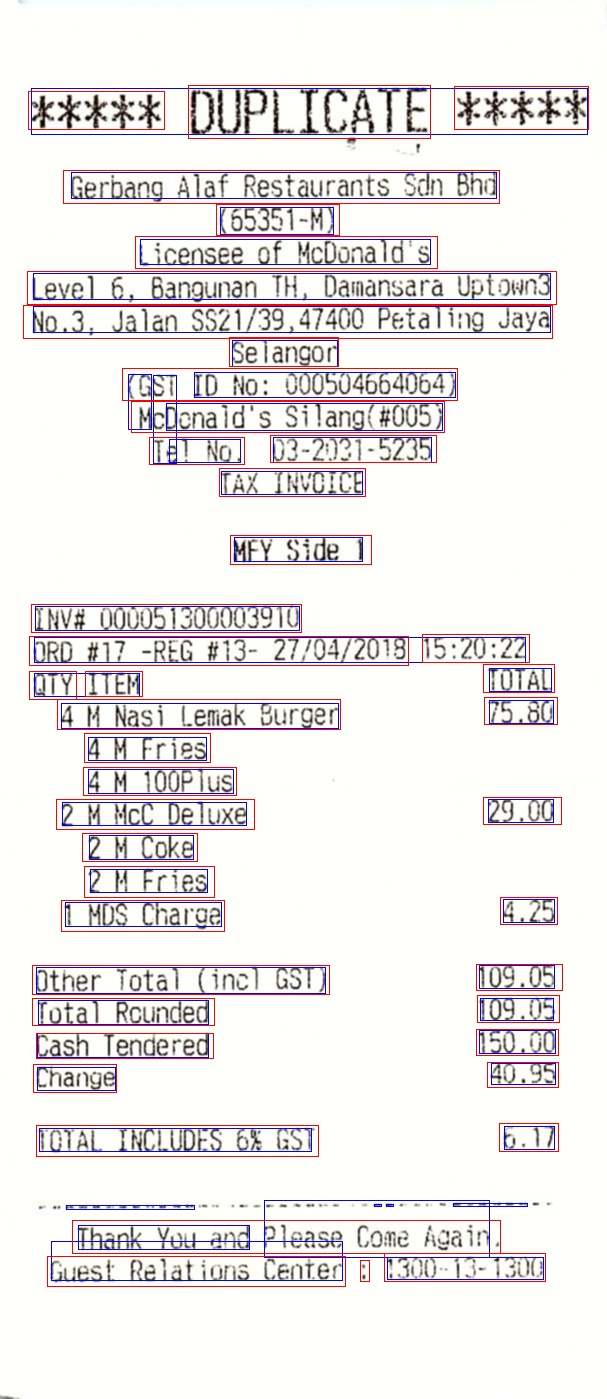 ***** DUPLICATE *****
Gerbang Alaf Restaurants Sdn Bhd
(65351-M)
Licensee of McDonald's
Level 6, Bangunan TH, Damansara Uptown3
No.3, Jalan SS21/39,47400 Petaling Jaya
Selangor
(GST ID No: 000504664064)
McDonald's Silang(#005)
Tel No. 03-2031-5235
TAX INVOICE
MFY Side 1
INV# 000051300003910
ORD #17 -REG #13- 27/04/2018 15:20:22
QTY ITEM TOTAL
4 M Nasi Lemak Burger 75.80
4 M Fries
4 M 100Plus
2 M McC Deluxe 29.00
2 M Coke
2 M Fries
1 MDS Charge 4.25
Other Total (incl GST) 109.05
Total Rounded 109.05
Cash Tendered 150.00
Change 40.95
TOTAL INCLUDES 6% GST 6.17
Thank You and Please Come Again.
Guest Relations Center : 1300-13-1300